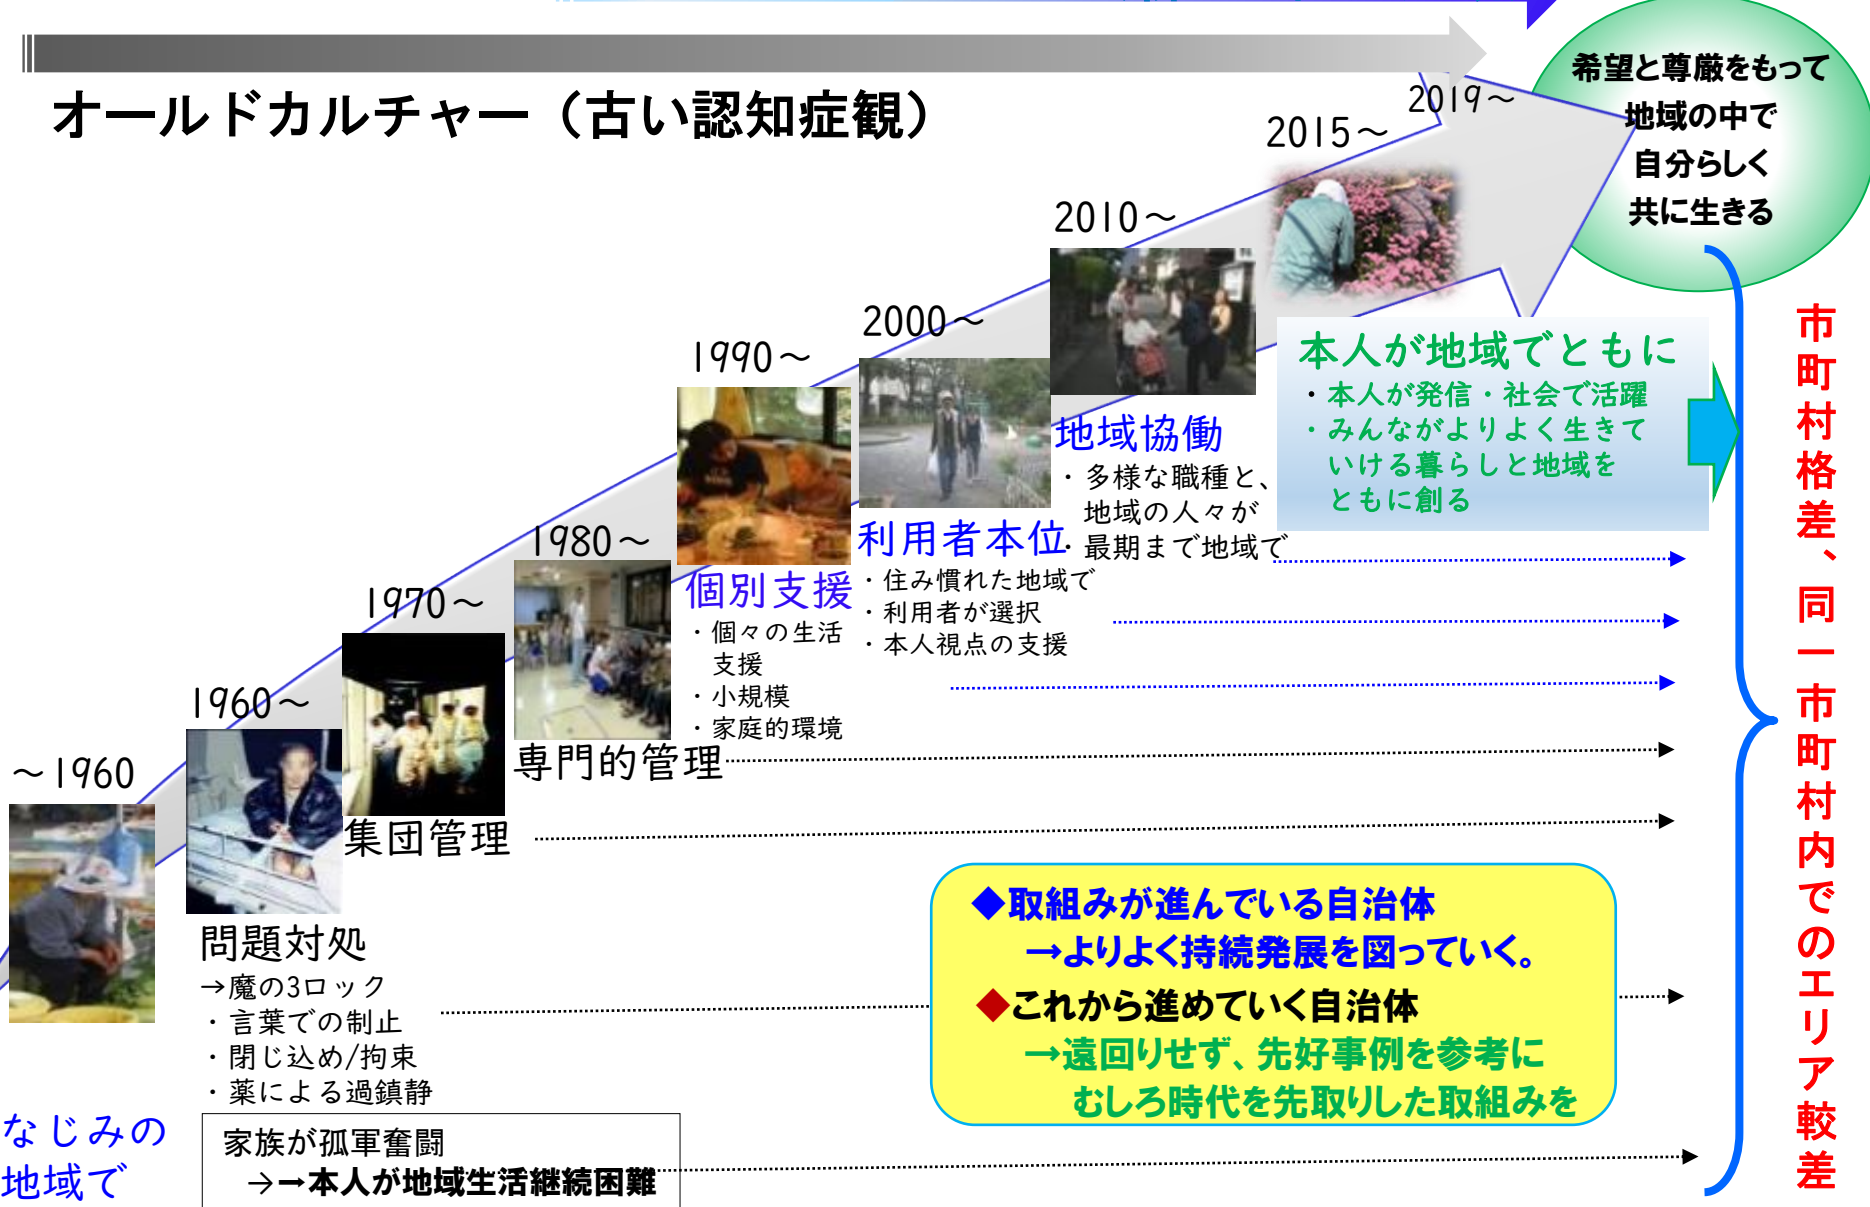 オールドカルチャー（古い認知症観）
希望と尊厳をもって
地域の中で
自分らしく
共に生きる
2019～
2015～
2010～
2000～
1990～
1980～
1970～
1960～
～1960
本人が地域でともに
・本人が発信・社会で活躍
・みんながよりよく生きて
いける暮らしと地域を
ともに創る
地域協働
・多様な職種と、
地域の人々が
・最期まで地域で
利用者本位
・住み慣れた地域で
・利用者が選択
・本人視点の支援
個別支援
・個々の生活
支援
・小規模
・家庭的環境
専門的管理
集団管理
問題対処
→魔の3ロック
・言葉での制止
・閉じ込め/拘束
・薬による過鎮静
なじみの
地域で
家族が孤軍奮闘
→→本人が地域生活継続困難
◆取組みが進んでいる自治体
→よりよく持続発展を図っていく。
◆これから進めていく自治体
→遠回りせず、先好事例を参考に
むしろ時代を先取りした取組みを
市町村格差、同一市町村内でのエリア較差